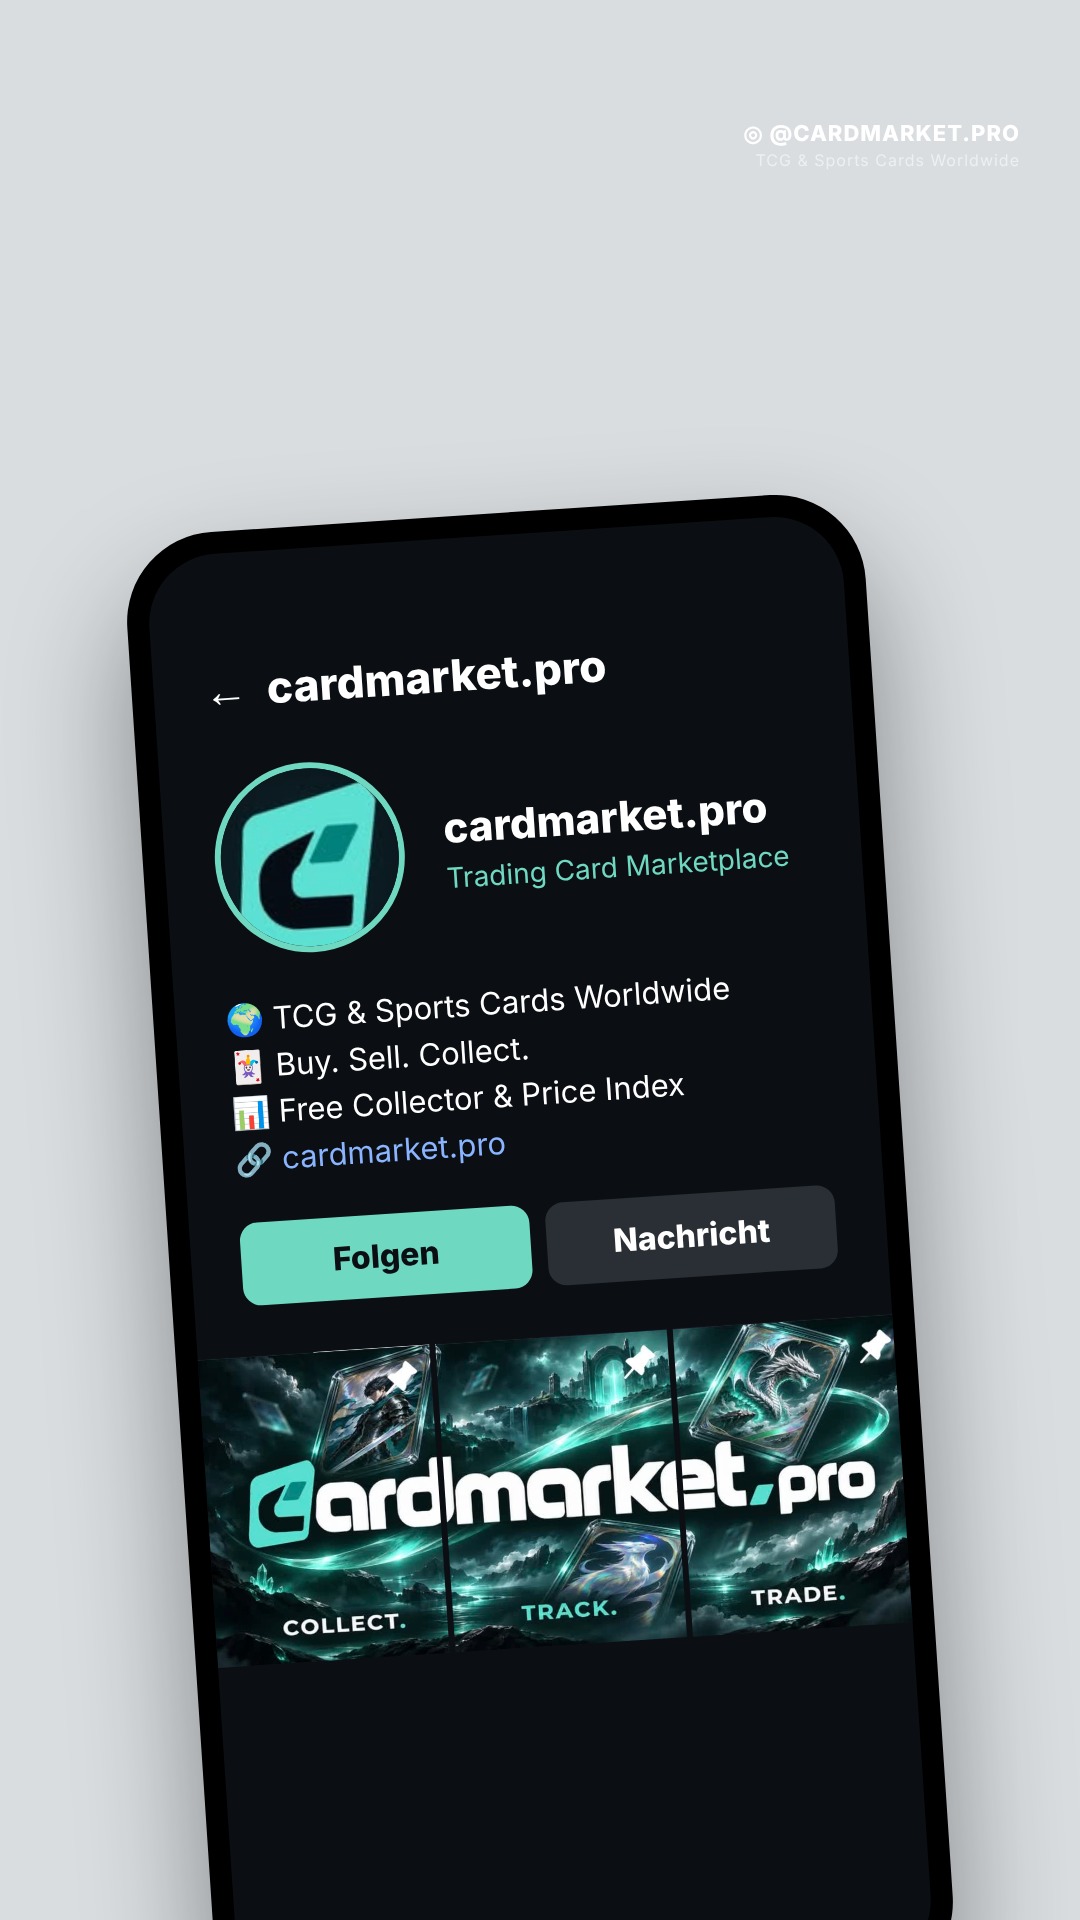 @CARDMARKET.PRO
TCG & Sports Cards Worldwide
← cardmarket.pro
cardmarket.pro
Trading Card Marketplace
🌍 TCG & Sports Cards Worldwide
🃏 Buy. Sell. Collect.
📊 Free Collector & Price Index
🔗 cardmarket.pro
Folgen
Nachricht
cardmarket.pro
COLLECT.
TRACK.
TRADE.